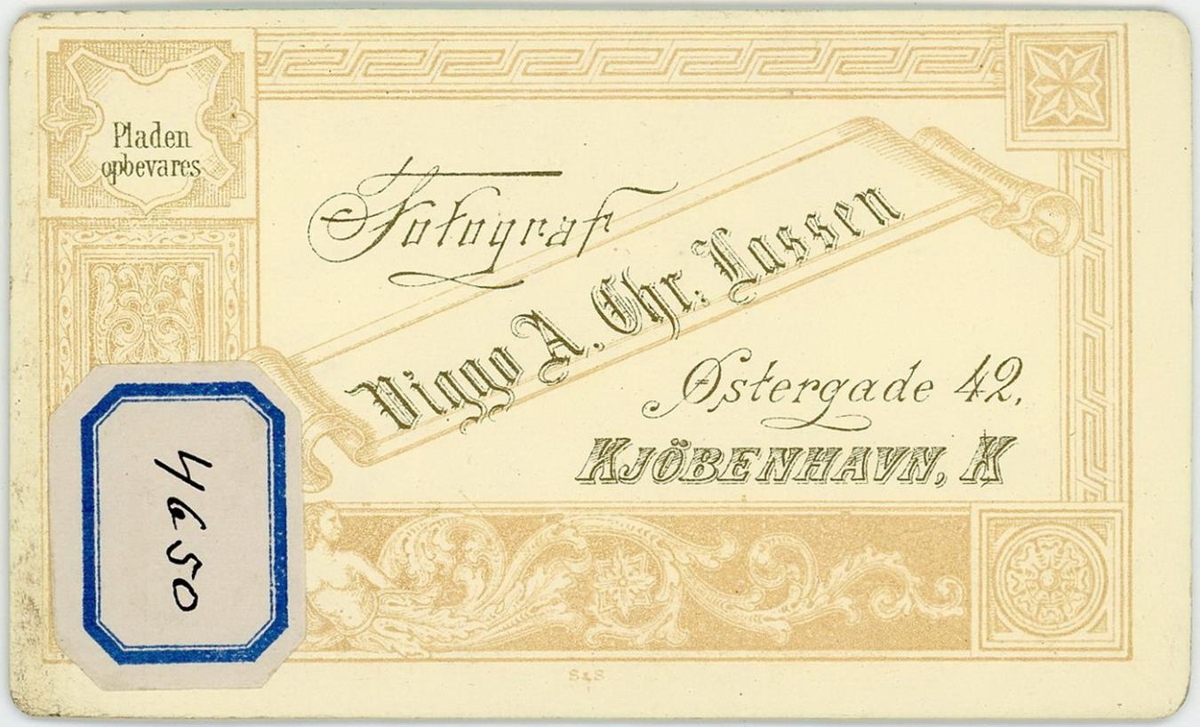 Pladen
opbevares
Fotograf
Viggo A. Chr. Lassen
Østergade 42,
KJÖBENHAVN, K
4650
S&S